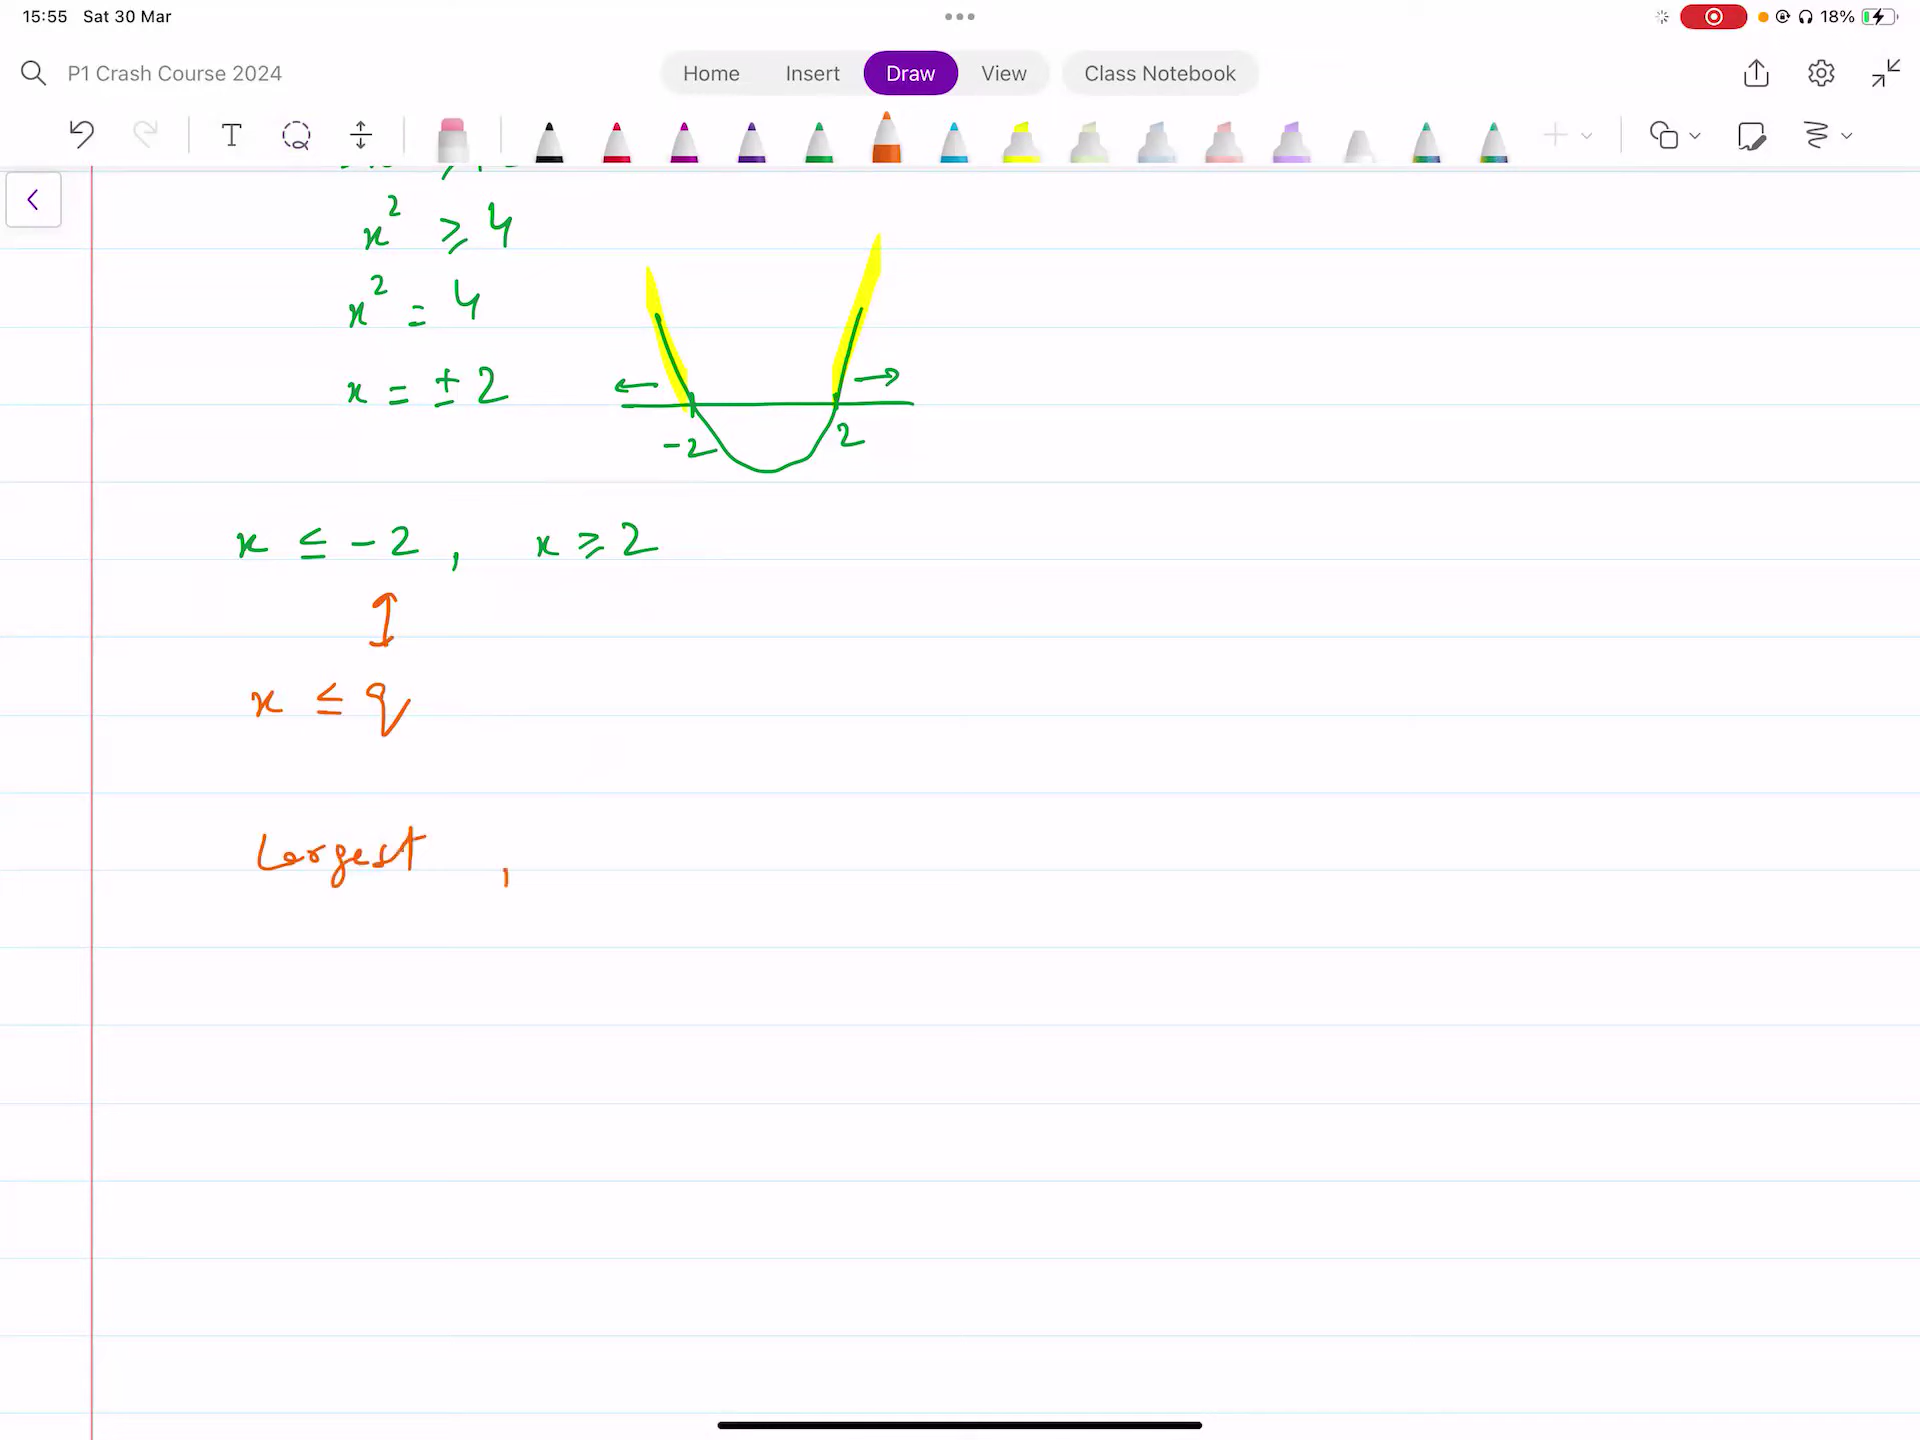 15:55 Sat 30 Mar 18%
P1 Crash Course 2024 Home Insert Draw View Class Notebook
T
x² ≥ 4
x² = 4
x = ± 2
-2 2
x ≤ -2 , x ≥ 2
x ≤ q
Largest ,